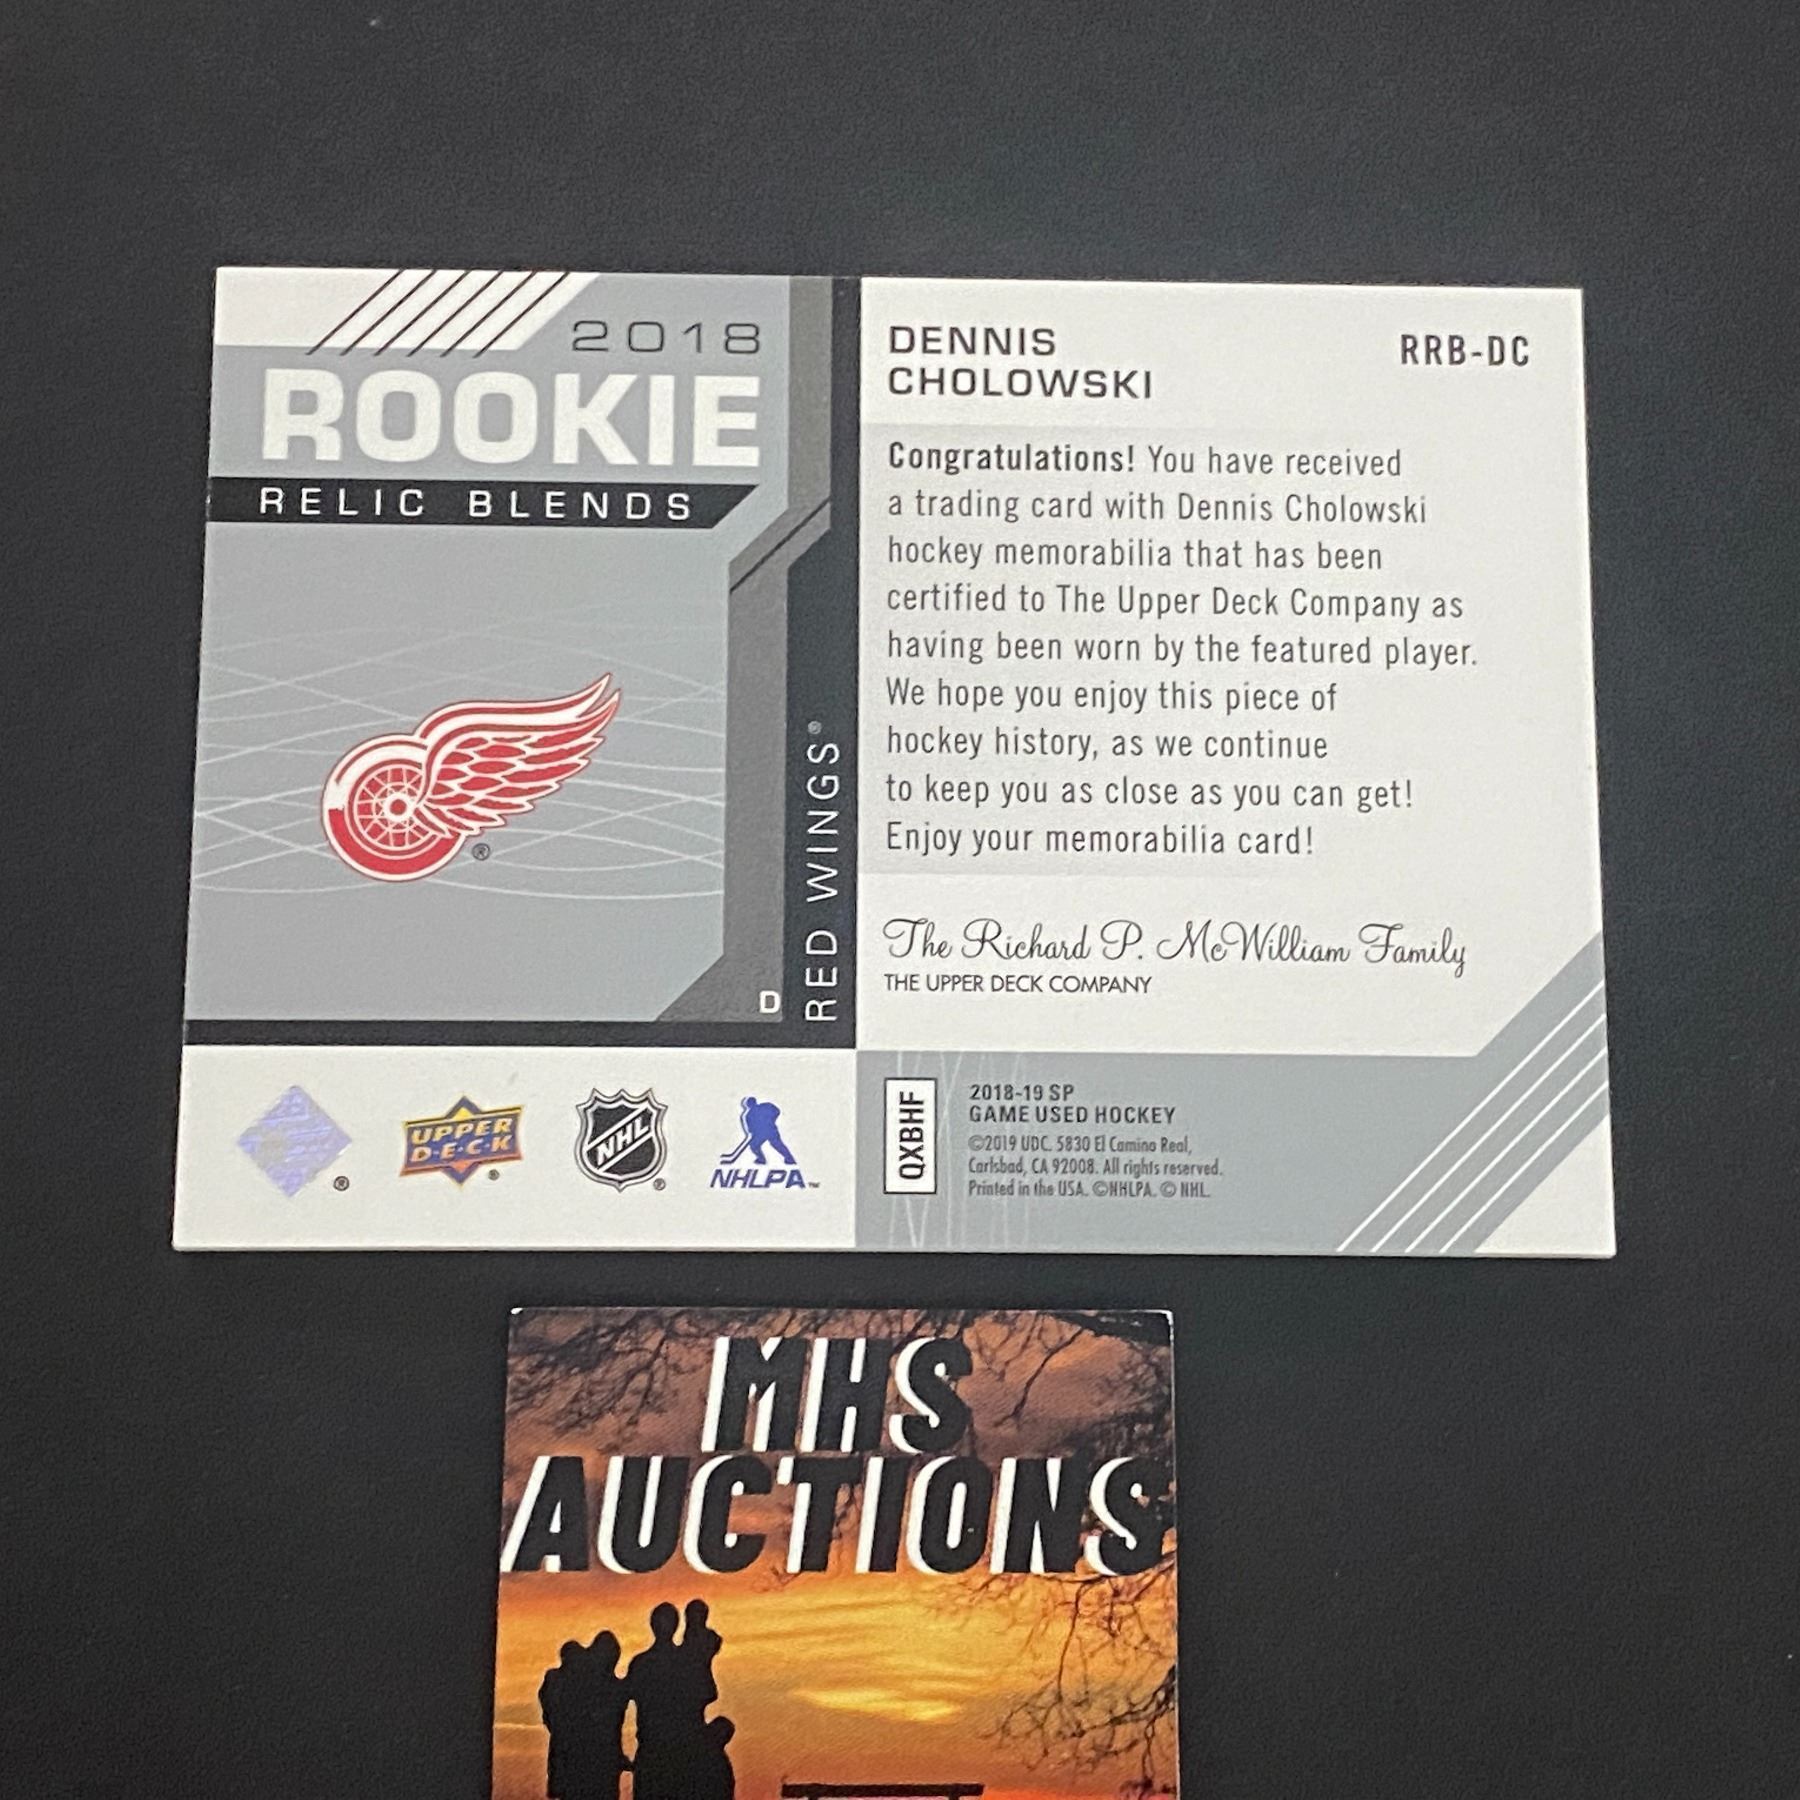 2018
ROOKIE
RELIC BLENDS
RED WINGS®
D
®
®
UPPER
D·E·C·K
®
NHL
®
NHLPA™
DENNIS
CHOLOWSKI
RRB-DC
Congratulations! You have received
a trading card with Dennis Cholowski
hockey memorabilia that has been
certified to The Upper Deck Company as
having been worn by the featured player.
We hope you enjoy this piece of
hockey history, as we continue
to keep you as close as you can get!
Enjoy your memorabilia card!
The Richard P. McWilliam Family
THE UPPER DECK COMPANY
QXBHF
2018-19 SP
GAME USED HOCKEY
©2019 UDC. 5830 El Camino Real,
Carlsbad, CA 92008. All rights reserved.
Printed in the USA. ©NHLPA. © NHL.
MHS
AUCTIONS